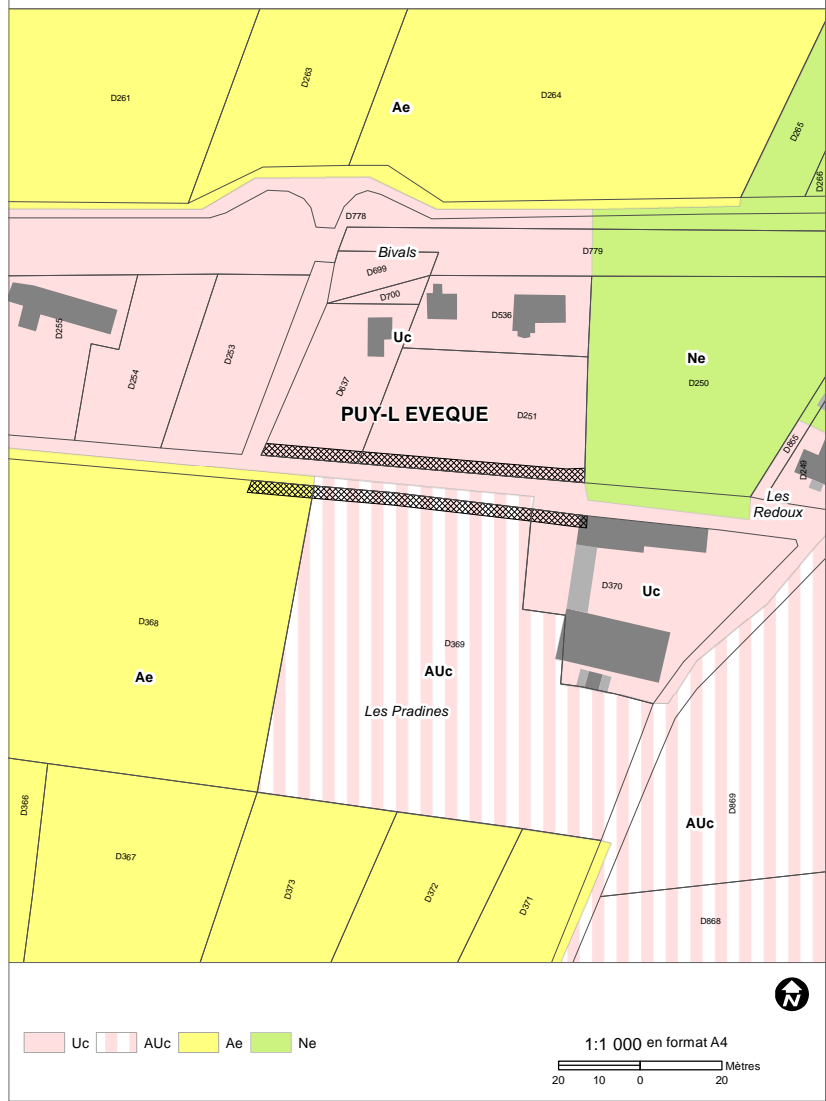 D261
D263
Ae
D264
D265
D266
D778
Bivals
D779
D699
D700
D255
D254
D253
Uc
D536
D637
Ne
D250
PUY-L EVEQUE
D251
D865
D249
Les
Redoux
D368
Ae
D369
AUc
Les Pradines
D370
Uc
D366
D367
D373
D372
D371
D869
AUc
D868
N
Uc
AUc
Ae
Ne
1:1 000 en format A4
20 10 0 20 Mètres